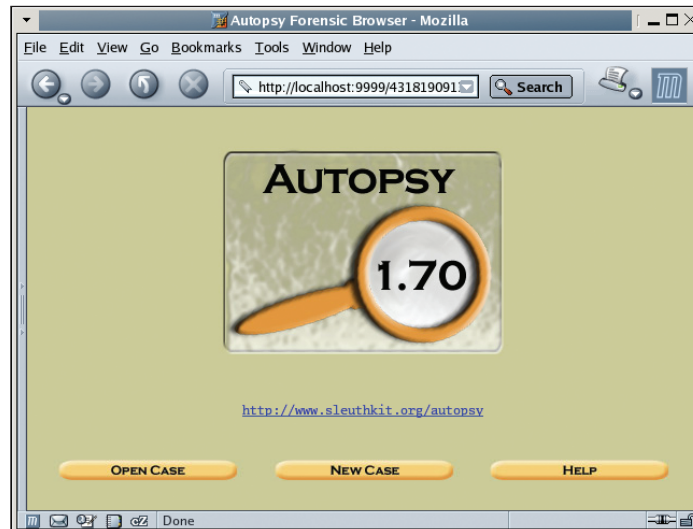 Autopsy Forensic Browser - Mozilla
File Edit View Go Bookmarks Tools Window Help
http://localhost:9999/431819091 Search
AUTOPSY
1.70
http://www.sleuthkit.org/autopsy
OPEN CASE NEW CASE HELP
Done